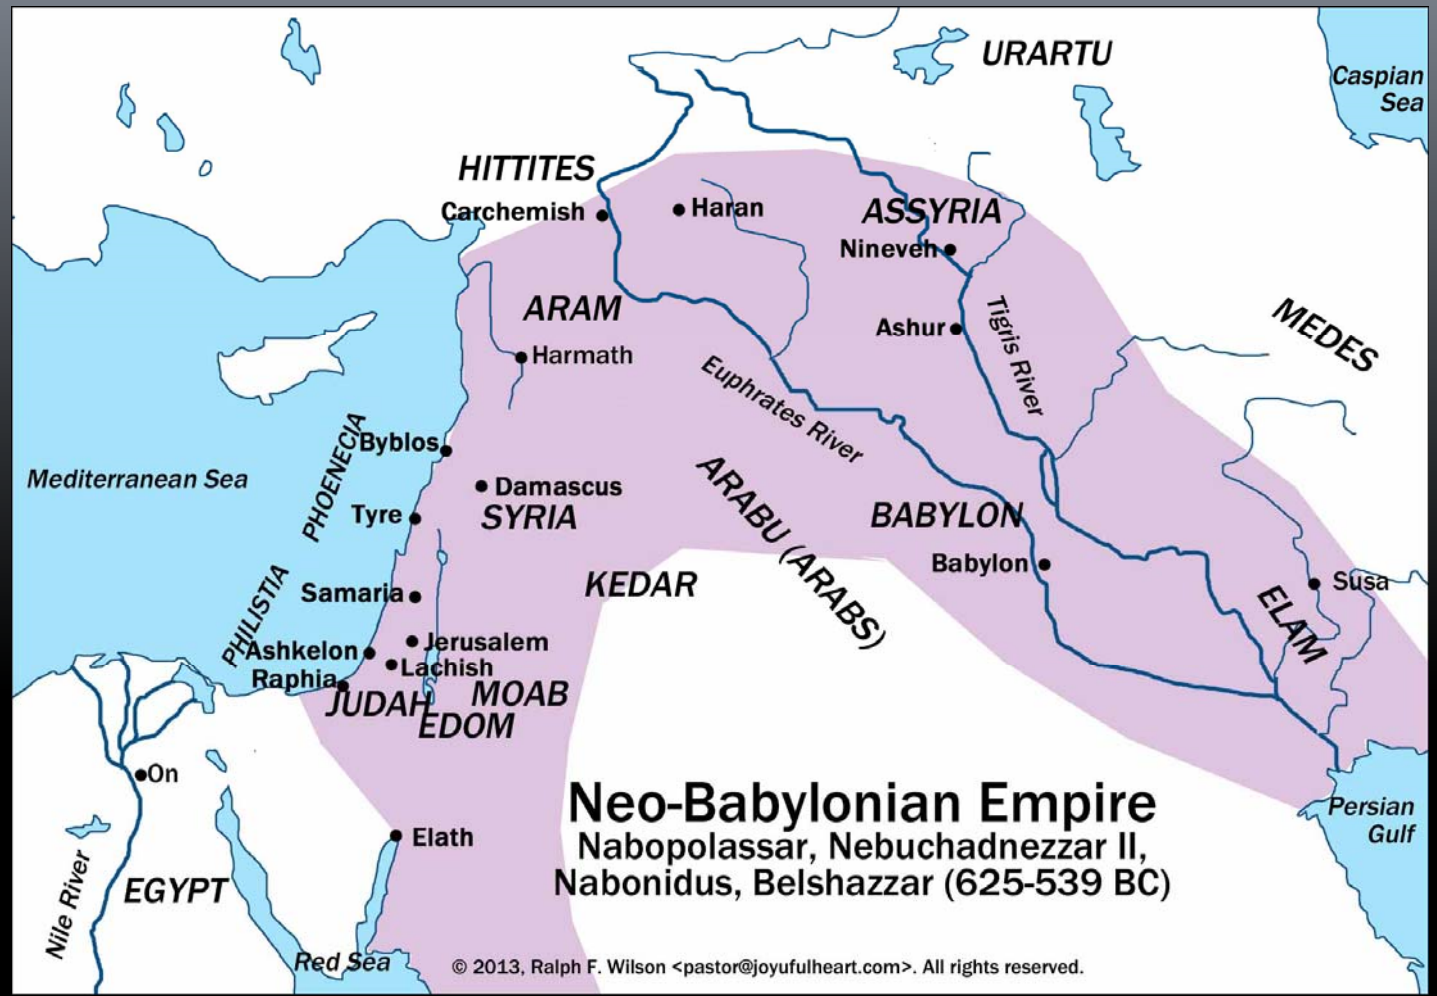 URARTU
Caspian
Sea
HITTITES
Carchemish
Haran
ASSYRIA
Nineveh
ARAM
Harmath
Ashur
Tigris River
MEDES
Euphrates River
PHOENECIA
Byblos
Mediterranean Sea
Damascus
SYRIA
Tyre
ARABU (ARABS)
BABYLON
Babylon
KEDAR
Samaria
PHILISTIA
Susa
ELAM
Jerusalem
Ashkelon
Lachish
Raphia
JUDAH
MOAB
EDOM
On
Elath
Neo-Babylonian Empire
Nabopolassar, Nebuchadnezzar II,
Nabonidus, Belshazzar (625-539 BC)
Persian
Gulf
Nile River
EGYPT
Red Sea
© 2013, Ralph F. Wilson <pastor@joyufulheart.com>. All rights reserved.